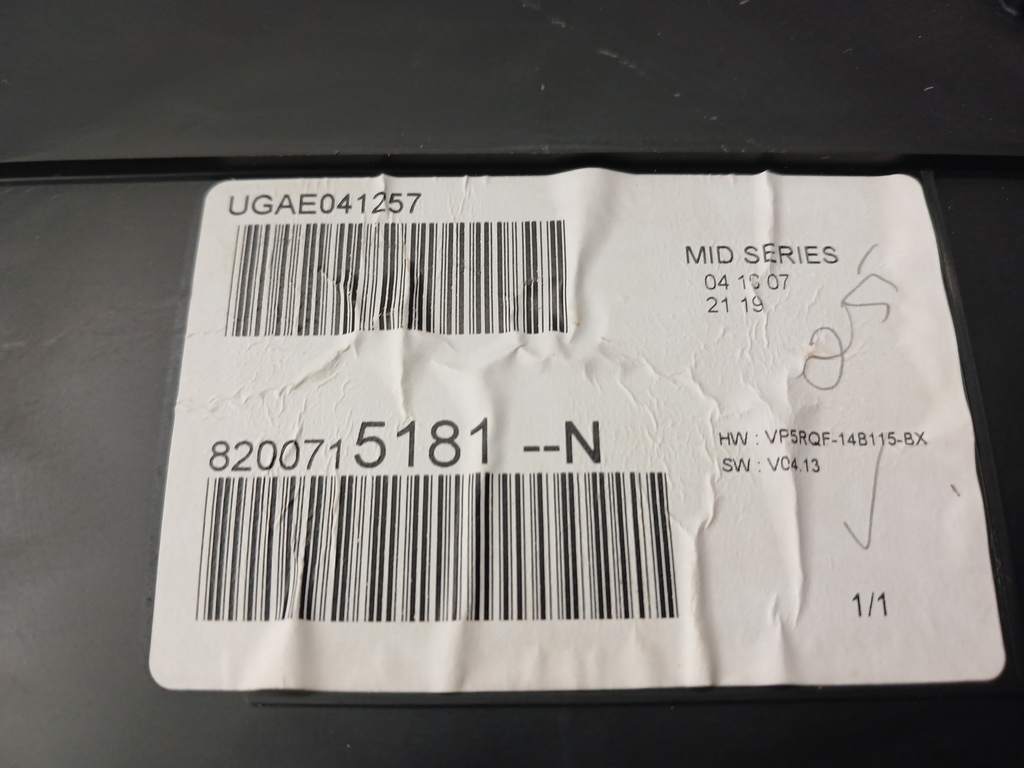 UGAE041257
MID SERIES
04 10 07
21 19
8200715181 --N
HW : VP5RQF-14B115-BX
SW : V04.13
1/1